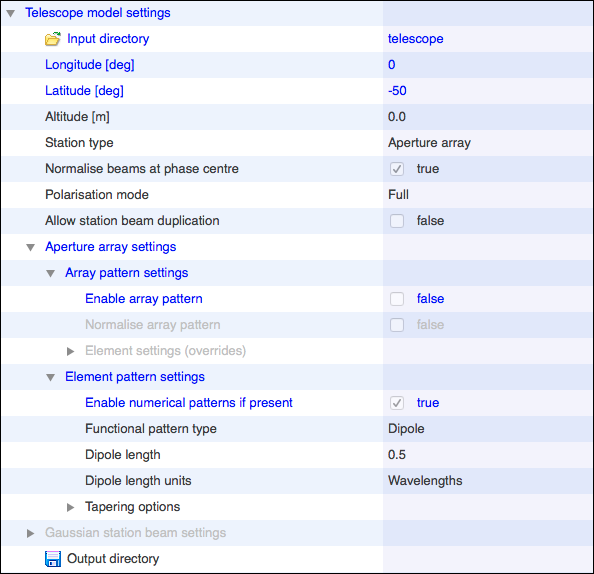 Telescope model settings
Input directory telescope
Longitude [deg] 0
Latitude [deg] -50
Altitude [m] 0.0
Station type Aperture array
Normalise beams at phase centre true
Polarisation mode Full
Allow station beam duplication false
Aperture array settings
Array pattern settings
Enable array pattern false
Normalise array pattern false
Element settings (overrides)
Element pattern settings
Enable numerical patterns if present true
Functional pattern type Dipole
Dipole length 0.5
Dipole length units Wavelengths
Tapering options
Gaussian station beam settings
Output directory